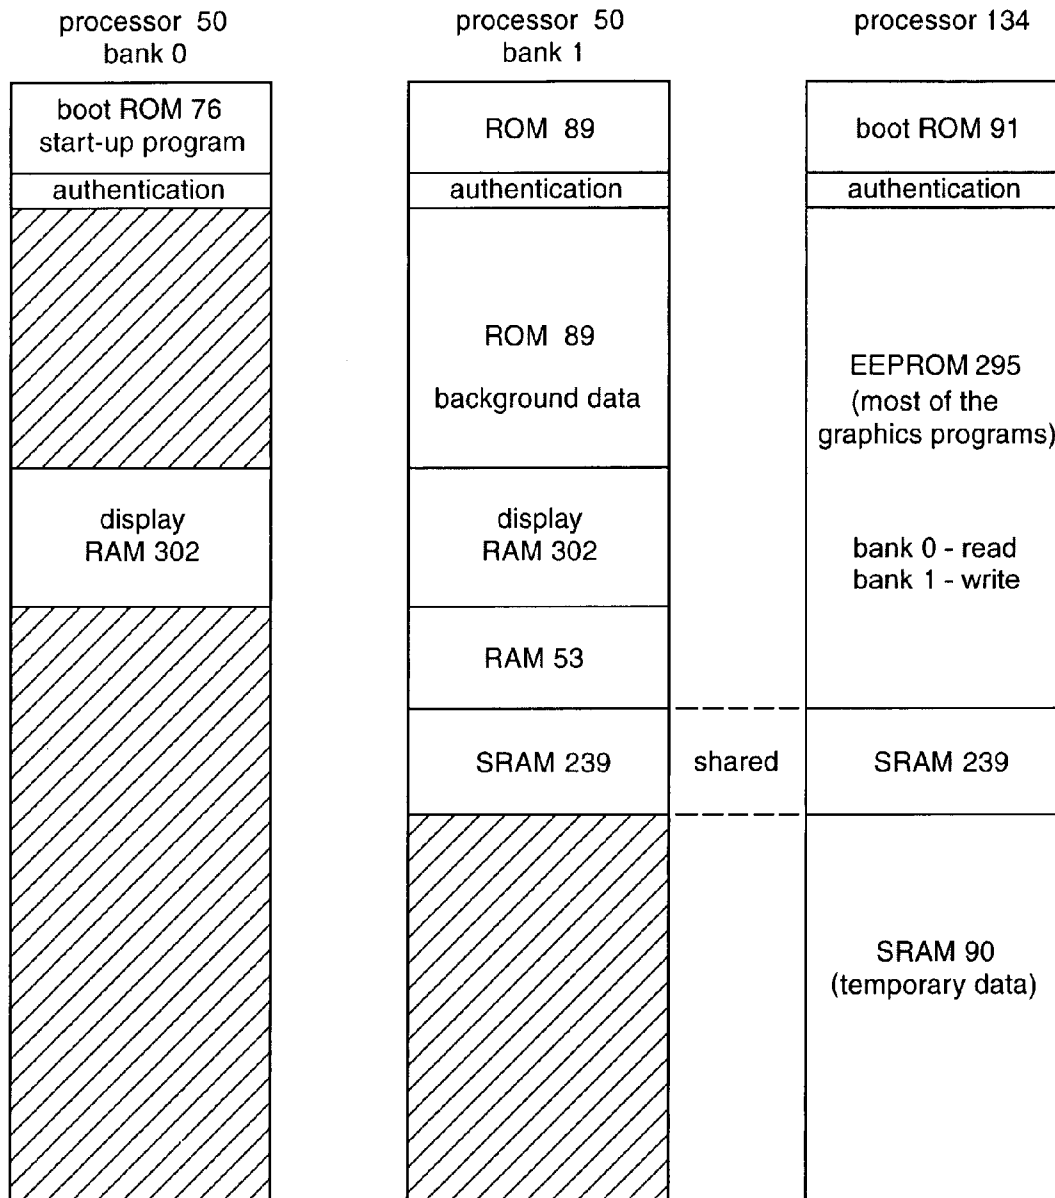 processor 50
bank 0
boot ROM 76
start-up program
authentication
display
RAM 302
processor 50
bank 1
ROM 89
authentication
ROM 89
background data
display
RAM 302
RAM 53
SRAM 239
shared
processor 134
boot ROM 91
authentication
EEPROM 295
(most of the
graphics programs)
bank 0 - read
bank 1 - write
SRAM 239
SRAM 90
(temporary data)